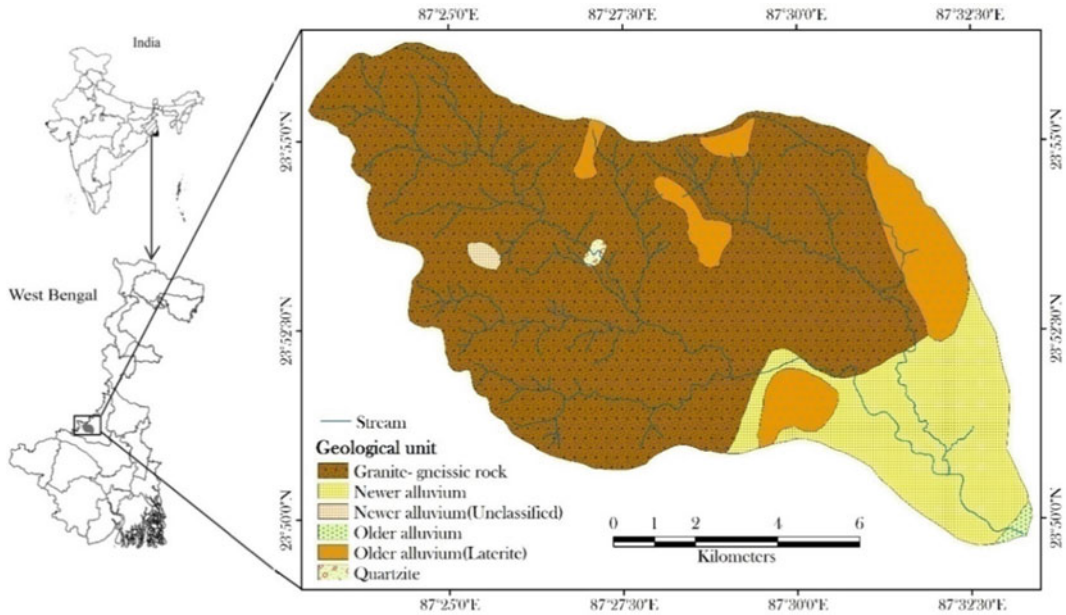 India
West Bengal
87°25'0"E
87°27'30"E
87°30'0"E
87°32'30"E
23°55'0"N
23°55'0"N
23°52'30"N
23°52'30"N
23°50'0"N
23°50'0"N
Stream
Geological unit
Granite- gneissic rock
Newer alluvium
Newer alluvium(Unclassified)
Older alluvium
Older alluvium(Laterite)
Quartzite
0 1 2 4 6
Kilometers
87°25'0"E
87°27'30"E
87°30'0"E
87°32'30"E